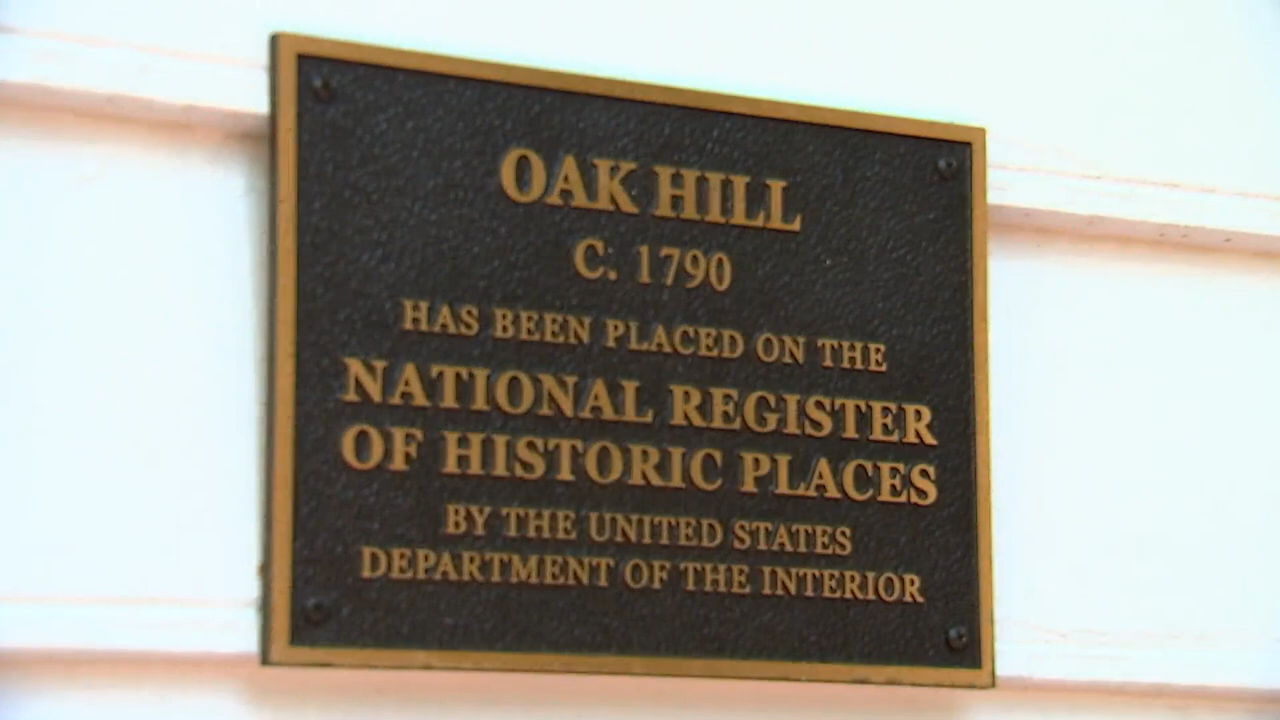 OAK HILL
C. 1790
HAS BEEN PLACED ON THE
NATIONAL REGISTER
OF HISTORIC PLACES
BY THE UNITED STATES
DEPARTMENT OF THE INTERIOR